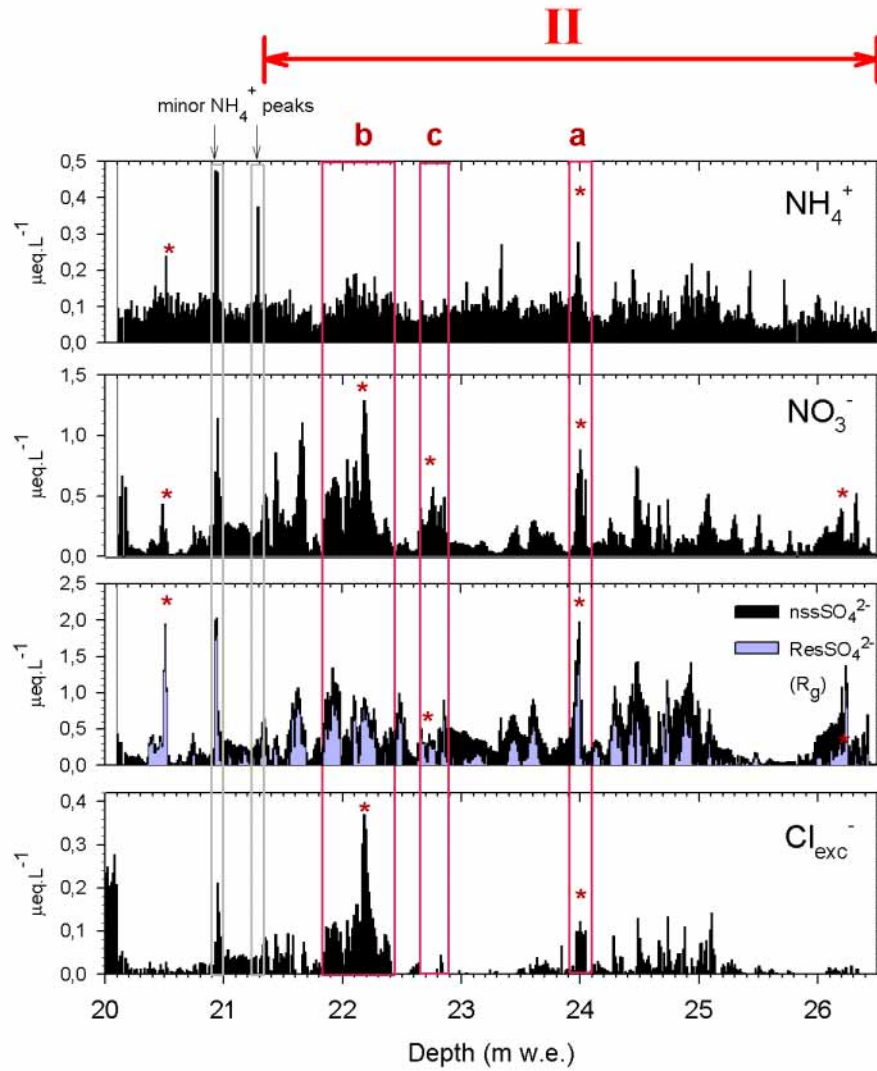 II
minor NH₄⁺ peaks
b c a
0,5
0,4
0,3
0,2
0,1
0,0
µeq.L⁻¹
NH₄⁺
*
*
1,5
1,0
0,5
0,0
µeq.L⁻¹
NO₃⁻
*
*
*
*
*
2,5
2,0
1,5
1,0
0,5
0,0
µeq.L⁻¹
nssSO₄²⁻
ResSO₄²⁻
(R_g)
*
*
*
*
0,4
0,3
0,2
0,1
0,0
µeq.L⁻¹
Cl_exc⁻
*
*
20 21 22 23 24 25 26
Depth (m w.e.)